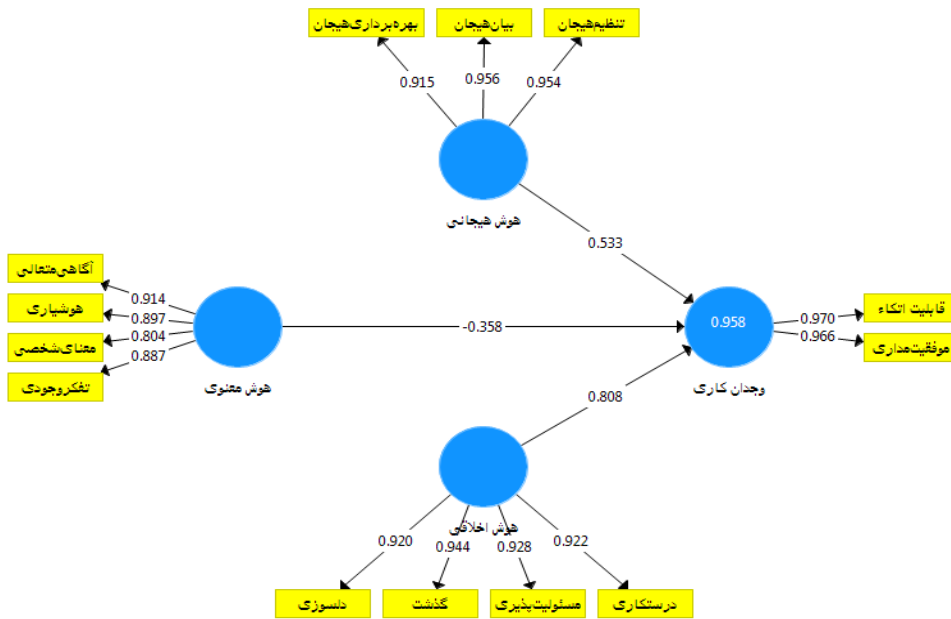 بهره‌برداری‌هیجان
بیان‌هیجان
تنظیم‌هیجان
0.915
0.956
0.954
هوش هیجانی
0.533
آگاهی‌متعالی
هوشیاری
معنای‌شخصی
تفکروجودی
0.914
0.897
0.804
0.887
هوش معنوی
-0.358
0.958
وجدان کاری
0.970
0.966
قابلیت اتکاء
موفقیت‌مداری
0.808
هوش اخلاقی
0.920
0.944
0.928
0.922
دلسوزی
گذشت
مسئولیت‌پذیری
درستکاری